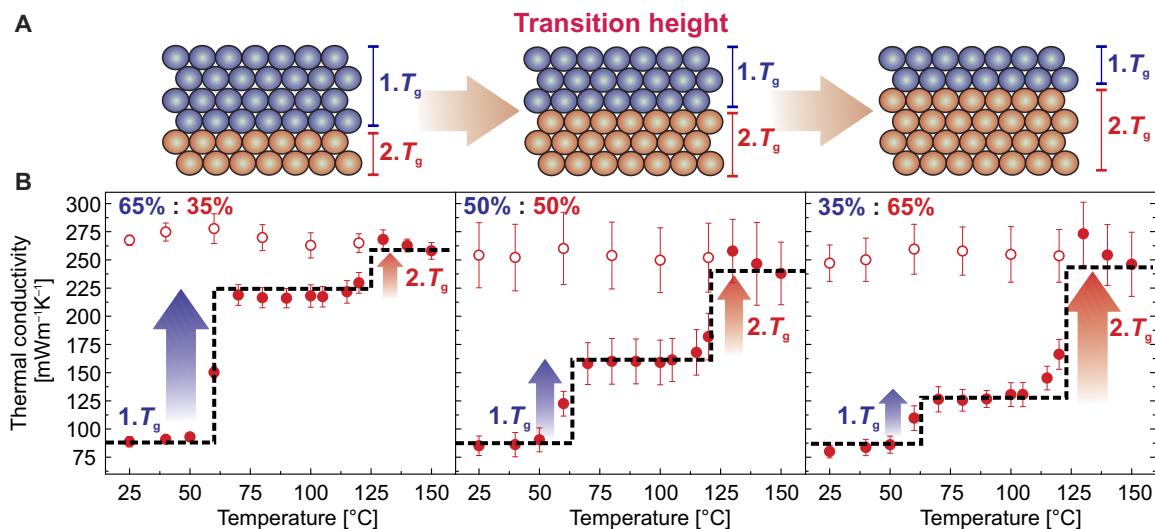 A
Transition height
1.Tg
2.Tg
1.Tg
2.Tg
1.Tg
2.Tg
B
Thermal conductivity
[mWm⁻¹K⁻¹]
300
275
250
225
200
175
150
125
100
75
65% : 35%
1.Tg
2.Tg
50% : 50%
1.Tg
2.Tg
35% : 65%
1.Tg
2.Tg
25 50 75 100 125 150
25 50 75 100 125 150
25 50 75 100 125 150
Temperature [°C]
Temperature [°C]
Temperature [°C]